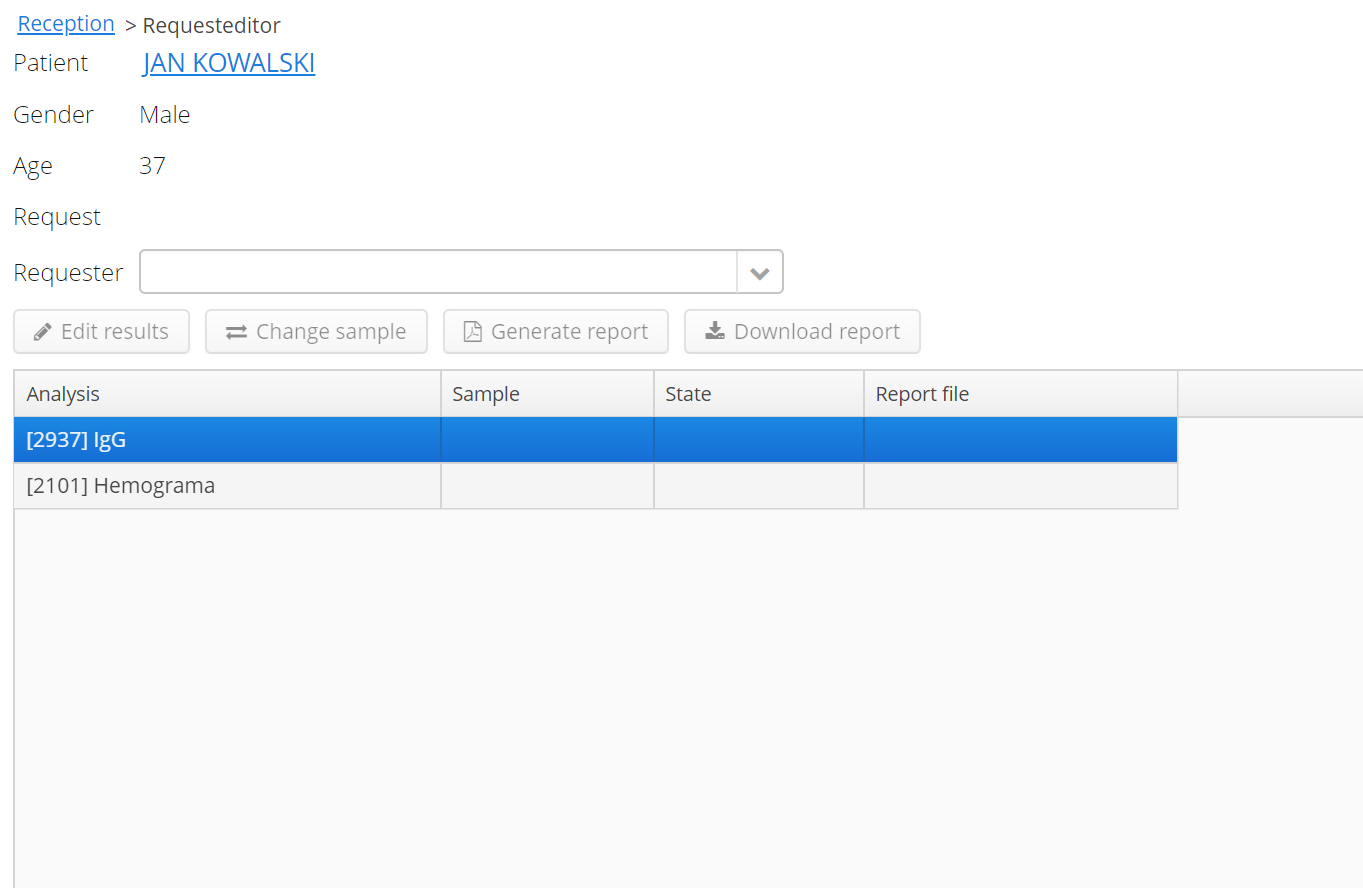 Reception > Requesteditor
Patient JAN KOWALSKI
Gender Male
Age 37
Request
Requester
Edit results Change sample Generate report Download report
Analysis Sample State Report file
[2937] IgG
[2101] Hemograma